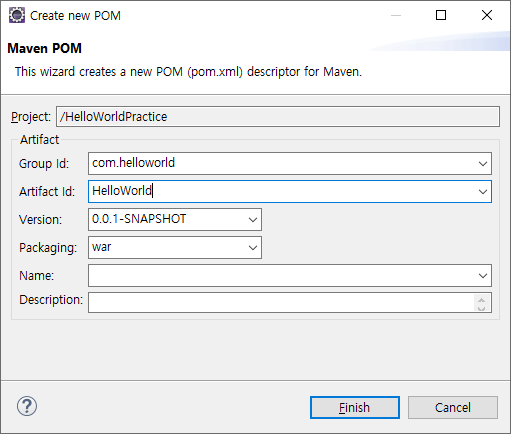 Create new POM
Maven POM
This wizard creates a new POM (pom.xml) descriptor for Maven.
Project: /HelloWorldPractice
Artifact
Group Id: com.helloworld
Artifact Id: HelloWorld
Version: 0.0.1-SNAPSHOT
Packaging: war
Name:
Description:
? Finish Cancel